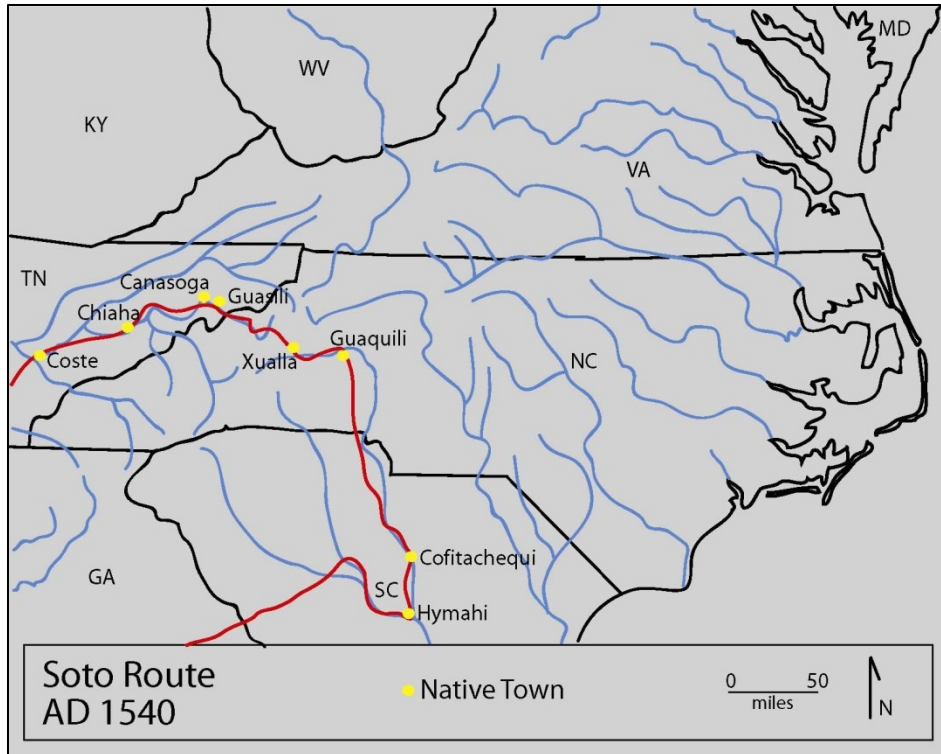 MD
WV
KY
VA
TN
Canasoga
Guasili
Chiaha
Guaquili
Coste
Xualla
NC
Cofitachequi
GA
SC
Hymahi
Soto Route
AD 1540
Native Town
0 50
miles
N